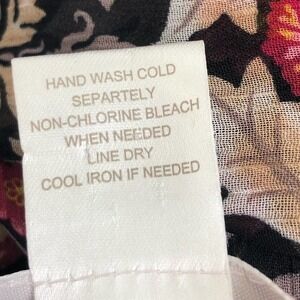 HAND WASH COLD
SEPARTELY
NON-CHLORINE BLEACH
WHEN NEEDED
LINE DRY
COOL IRON IF NEEDED